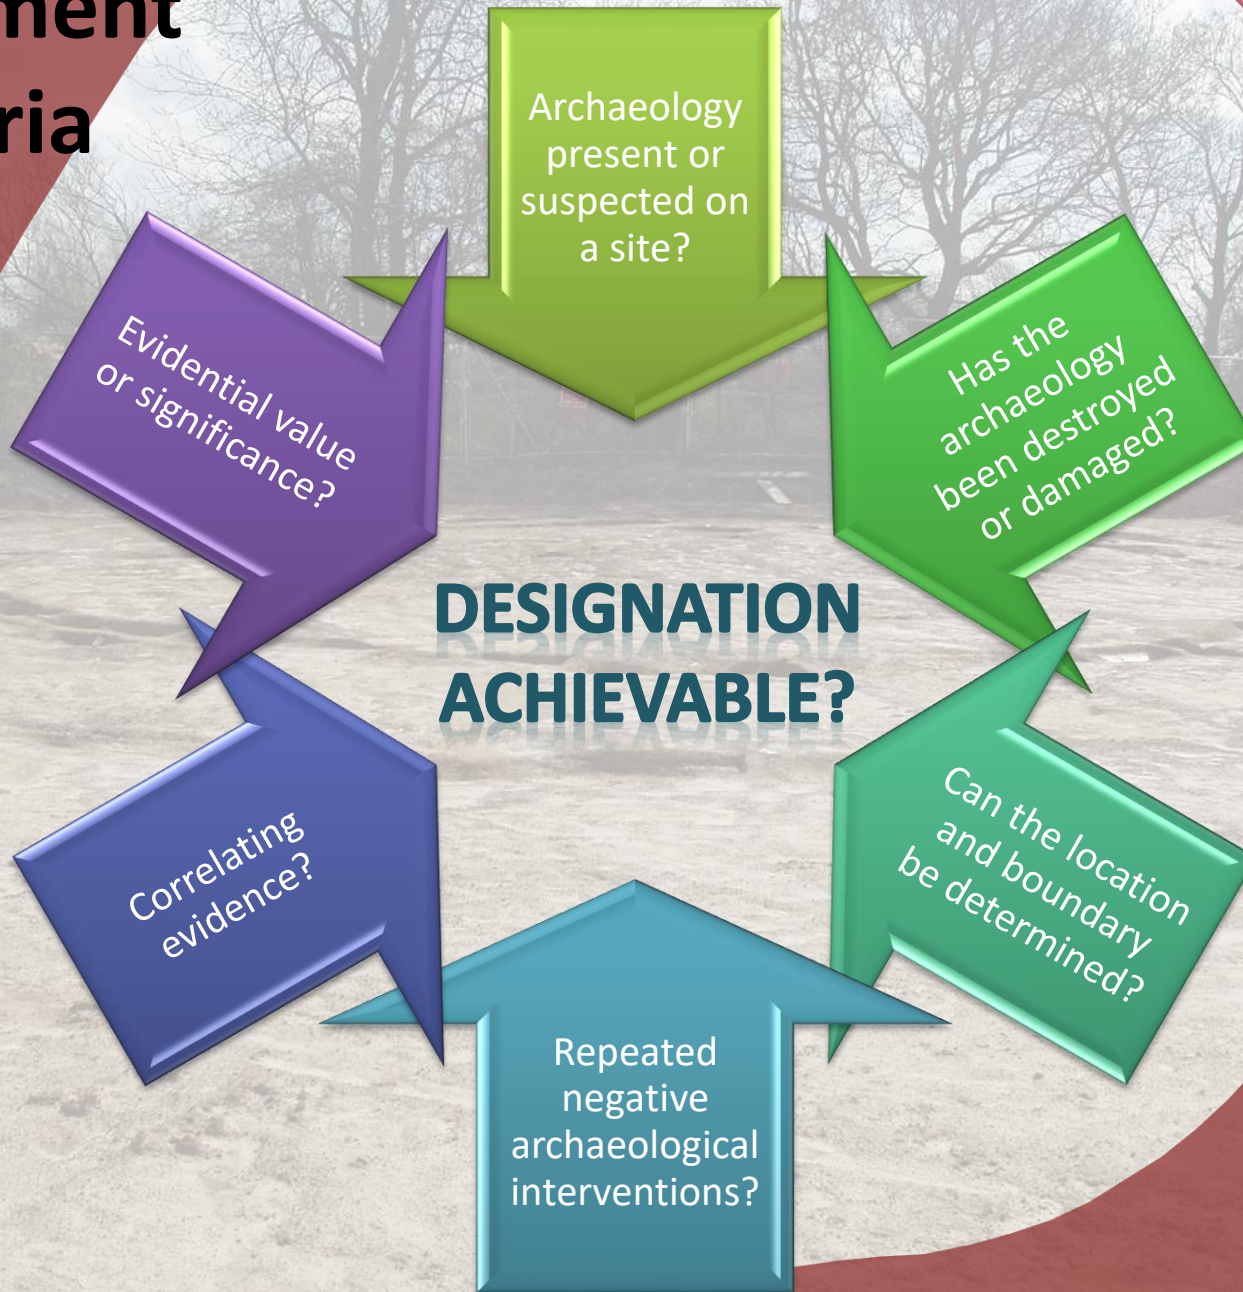 ment
ria
Archaeology
present or
suspected on
a site?
Has the
archaeology
been destroyed
or damaged?
Can the location
and boundary
be determined?
Repeated
negative
archaeological
interventions?
Correlating
evidence?
Evidential value
or significance?
DESIGNATION
ACHIEVABLE?